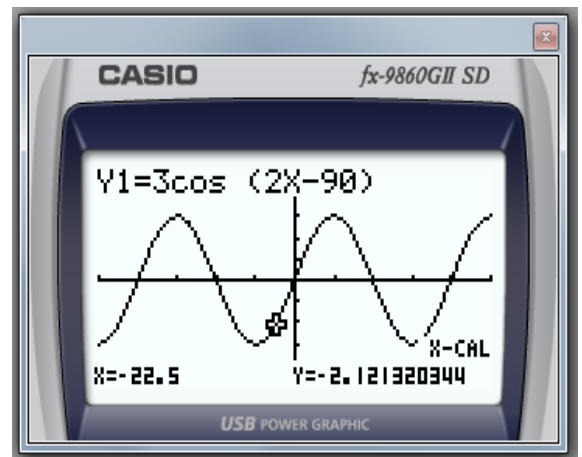 CASIO fx-9860GII SD
Y1=3cos (2X-90)
X-CAL
X=-22.5 Y=-2.121320344
USB POWER GRAPHIC